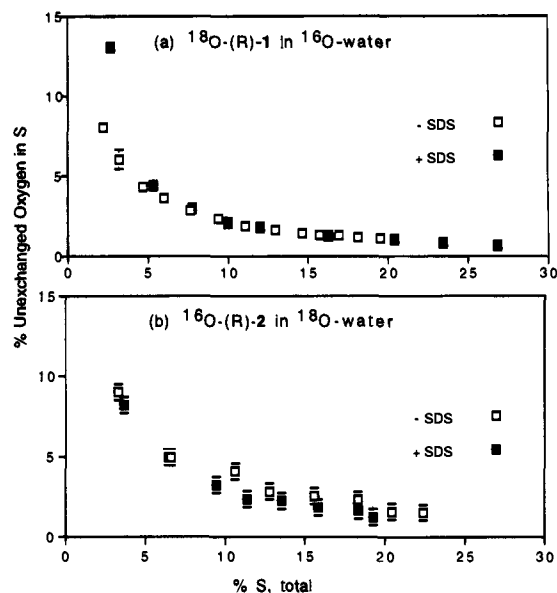 15
(a) ¹⁸O-(R)-1 in ¹⁶O-water
10
- SDS
+ SDS
5
0
0 5 10 15 20 25 30
% Unexchanged Oxygen in S
15
(b) ¹⁶O-(R)-2 in ¹⁸O-water
10
- SDS
+ SDS
5
0
0 5 10 15 20 25 30
% S, total